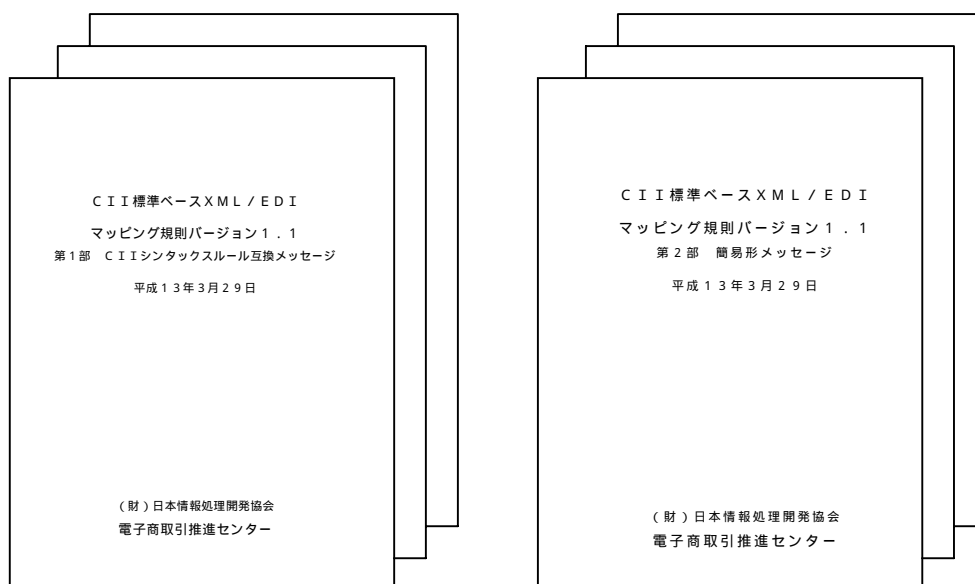 ＣＩＩ標準ベースＸＭＬ／ＥＤＩ
マッピング規則バージョン１．１
第１部　ＣＩＩシンタックスルール互換メッセージ
平成１３年３月２９日
（財）日本情報処理開発協会
電子商取引推進センター
ＣＩＩ標準ベースＸＭＬ／ＥＤＩ
マッピング規則バージョン１．１
第２部　簡易形メッセージ
平成１３年３月２９日
（財）日本情報処理開発協会
電子商取引推進センター